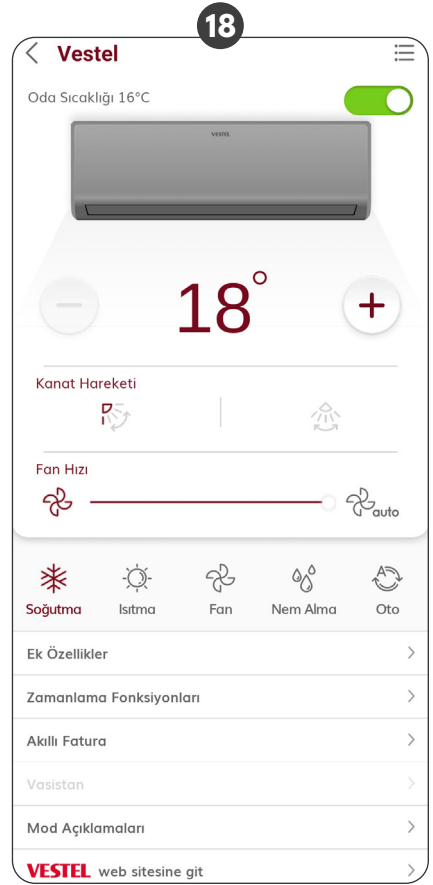 18
Vestel
Oda Sıcaklığı 16°C
VESTEL
18°
Kanat Hareketi
Fan Hızı
auto
A
Soğutma Isıtma Fan Nem Alma Oto
Ek Özellikler
Zamanlama Fonksiyonları
Akıllı Fatura
Vasistan
Mod Açıklamaları
VESTEL web sitesine git